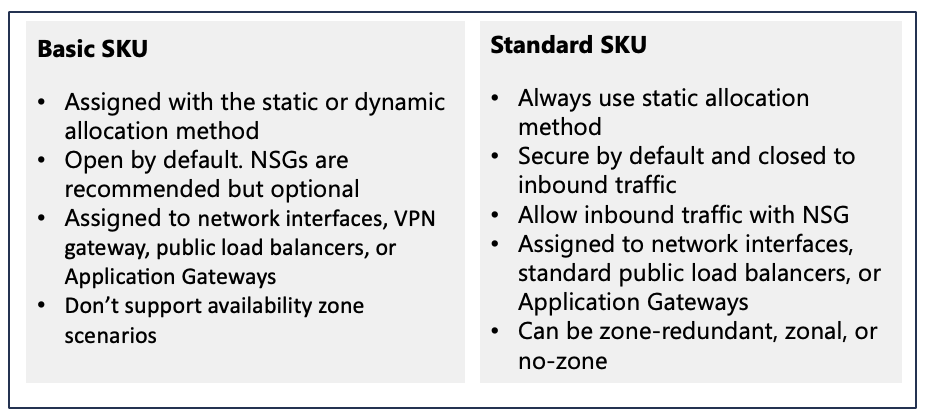 Basic SKU
• Assigned with the static or dynamic
allocation method
• Open by default. NSGs are
recommended but optional
• Assigned to network interfaces, VPN
gateway, public load balancers, or
Application Gateways
• Don’t support availability zone
scenarios
Standard SKU
• Always use static allocation
method
• Secure by default and closed to
inbound traffic
• Allow inbound traffic with NSG
• Assigned to network interfaces,
standard public load balancers, or
Application Gateways
• Can be zone-redundant, zonal, or
no-zone